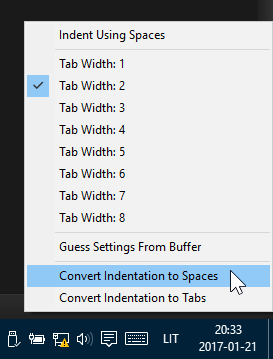 Indent Using Spaces
Tab Width: 1
Tab Width: 2
Tab Width: 3
Tab Width: 4
Tab Width: 5
Tab Width: 6
Tab Width: 7
Tab Width: 8
Guess Settings From Buffer
Convert Indentation to Spaces
Convert Indentation to Tabs
LIT
20:33
2017-01-21